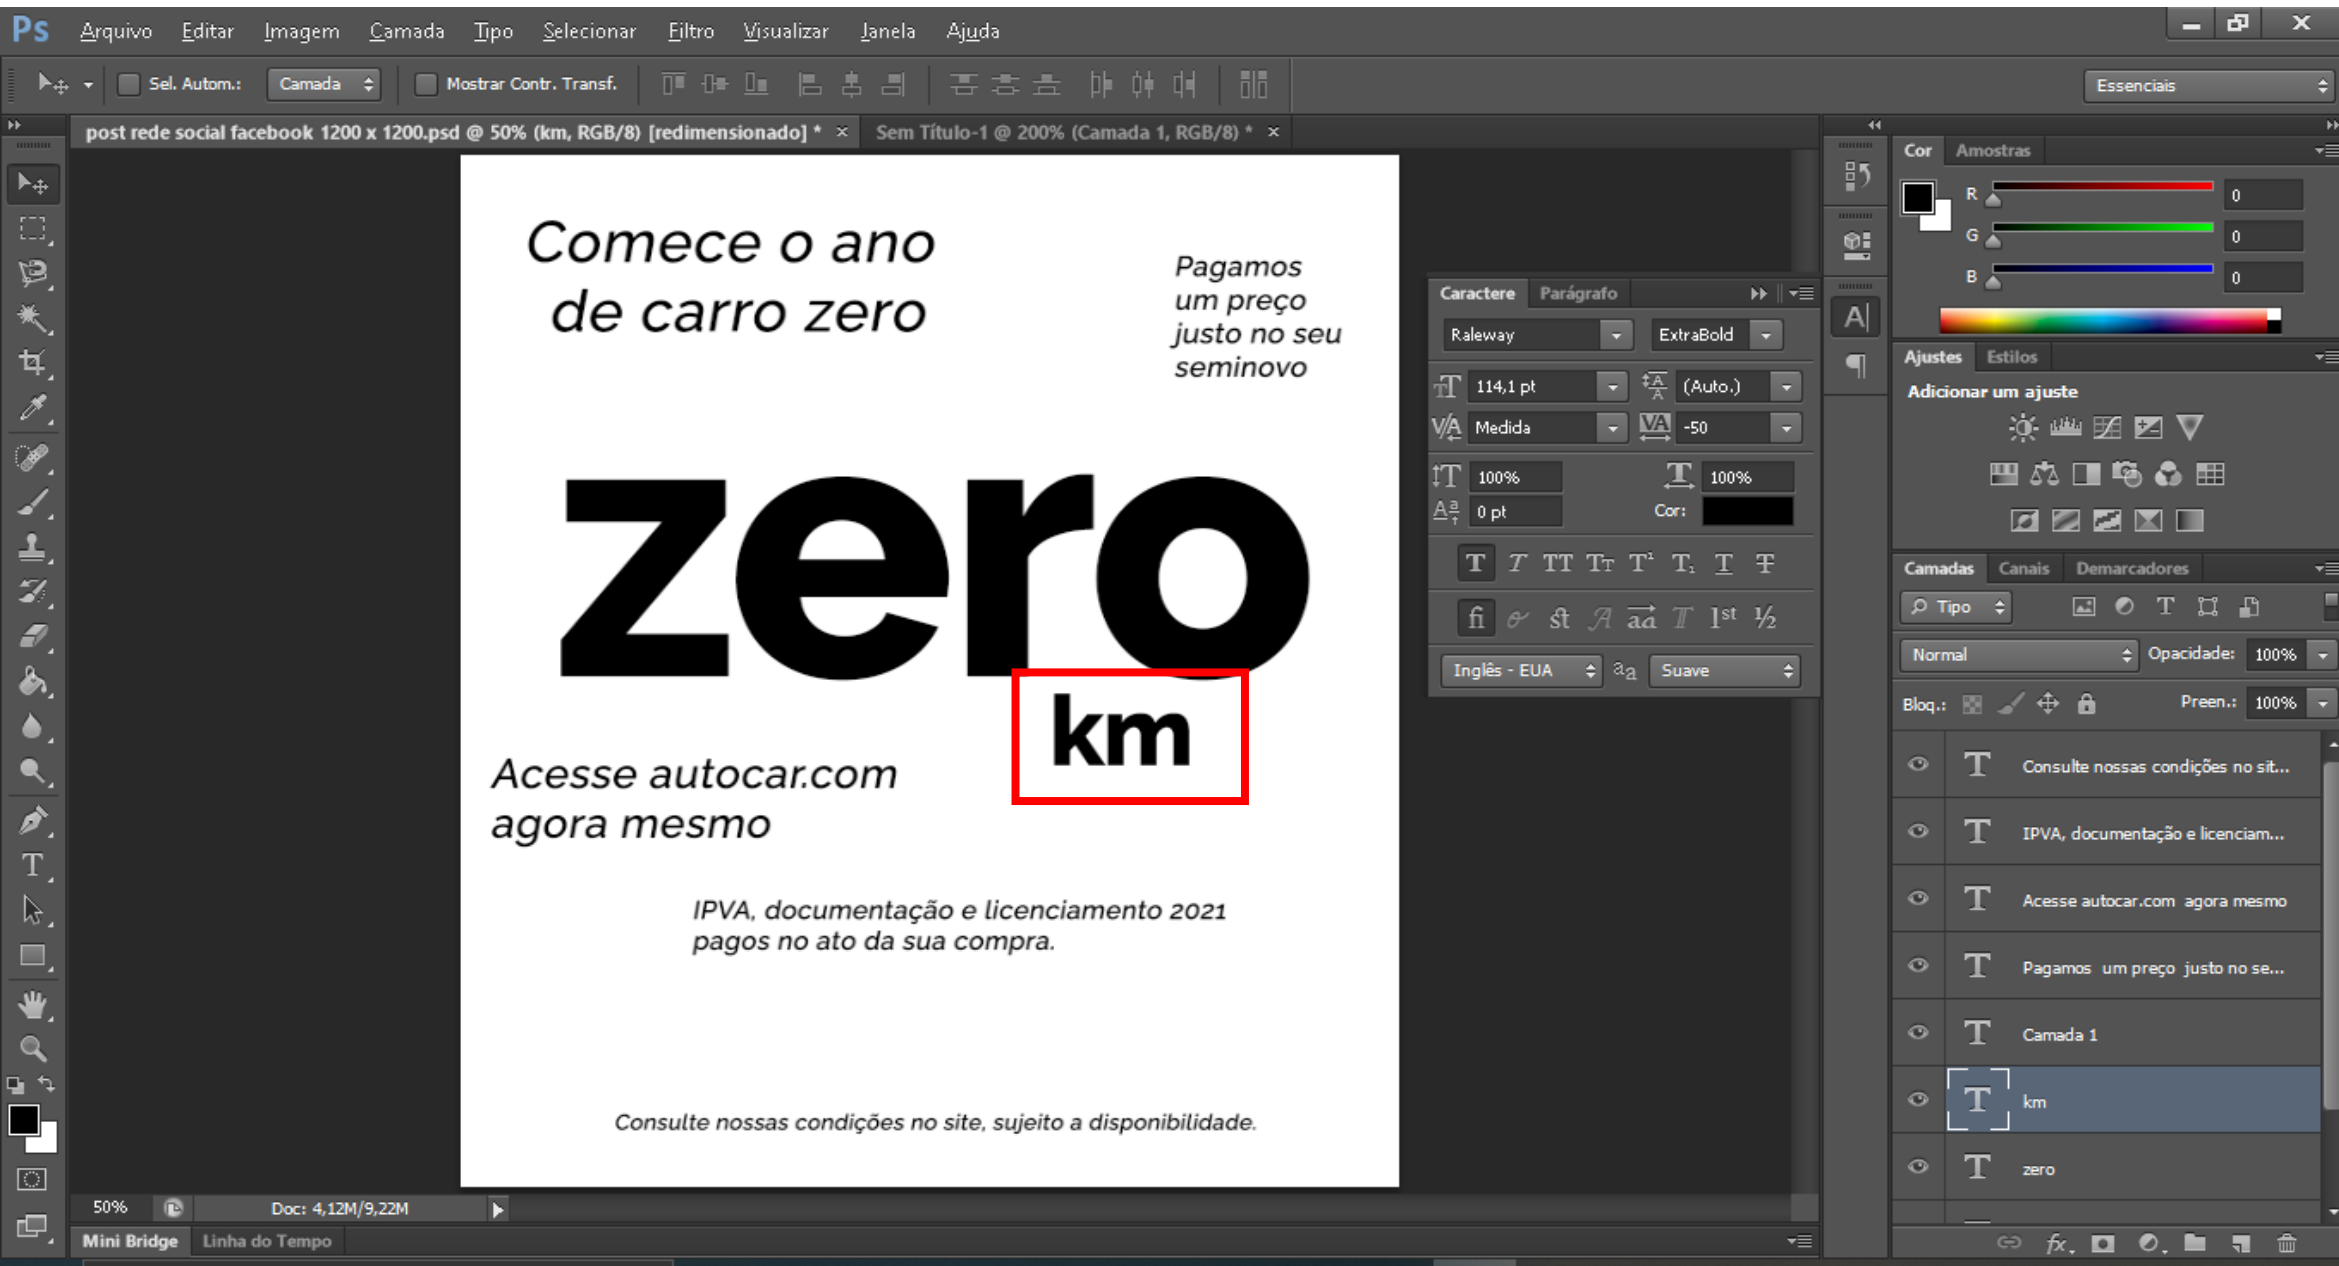 Ps Arquivo Editar Imagem Camada Tipo Selecionar Filtro Visualizar Janela Ajuda
Sel. Autom.: Camada Mostrar Contr. Transf. Essenciais
post rede social facebook 1200 x 1200.psd @ 50% (km, RGB/8) [redimensionado] * × Sem Título-1 @ 200% (Camada 1, RGB/8) * ×
Comece o ano
de carro zero
Pagamos
um preço
justo no seu
seminovo
zero
km
Acesse autocar.com
agora mesmo
IPVA, documentação e licenciamento 2021
pagos no ato da sua compra.
Consulte nossas condições no site, sujeito a disponibilidade.
Caractere Parágrafo
Raleway ExtraBold
114,1 pt (Auto.)
Medida -50
100% 100%
0 pt Cor:
Inglês - EUA Suave
Cor Amostras
R 0
G 0
B 0
Ajustes Estilos
Adicionar um ajuste
Camadas Canais Demarcadores
Tipo
Normal Opacidade: 100%
Bloq.: Preen.: 100%
Consulte nossas condições no sit...
IPVA, documentação e licenciam...
Acesse autocar.com agora mesmo
Pagamos um preço justo no se...
Camada 1
km
zero
50% Doc: 4,12M/9,22M
Mini Bridge Linha do Tempo